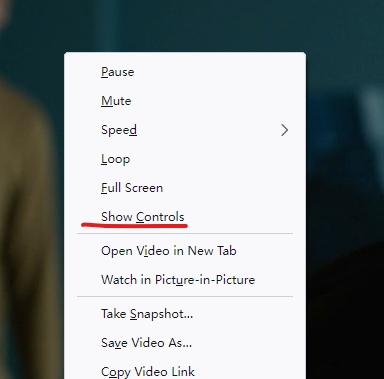 Pause
Mute
Speed
Loop
Full Screen
Show Controls
Open Video in New Tab
Watch in Picture-in-Picture
Take Snapshot...
Save Video As...
Copy Video Link